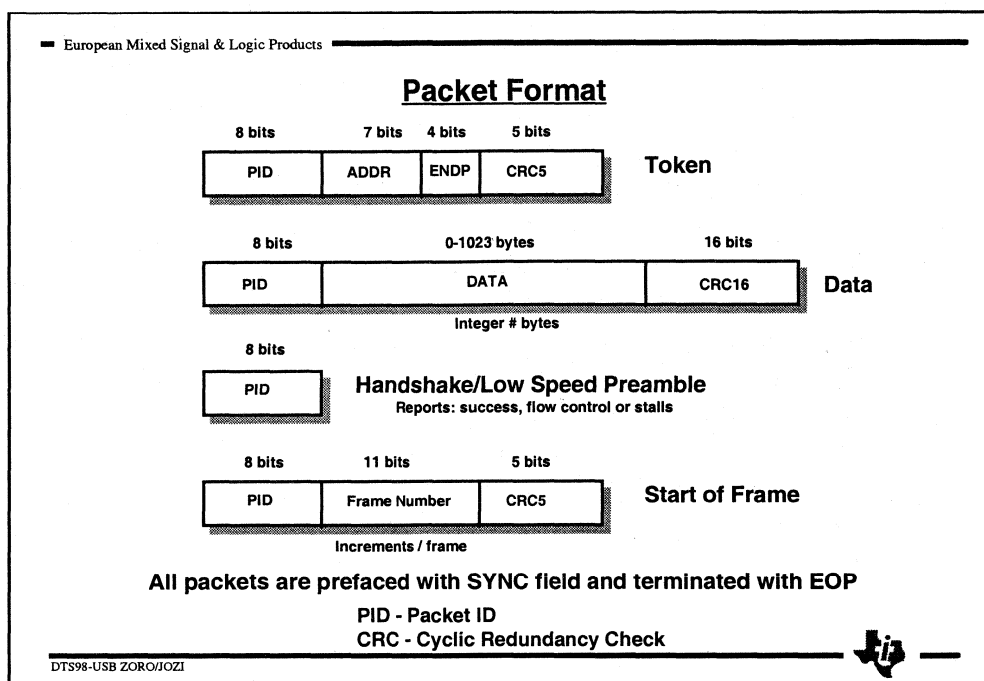 European Mixed Signal & Logic Products
Packet Format
8 bits 7 bits 4 bits 5 bits
PID ADDR ENDP CRC5 Token
8 bits 0-1023 bytes 16 bits
PID DATA CRC16 Data
Integer # bytes
8 bits
PID Handshake/Low Speed Preamble
Reports: success, flow control or stalls
8 bits 11 bits 5 bits
PID Frame Number CRC5 Start of Frame
Increments / frame
All packets are prefaced with SYNC field and terminated with EOP
PID - Packet ID
CRC - Cyclic Redundancy Check
DTS98-USB ZORO/JOZI
ti